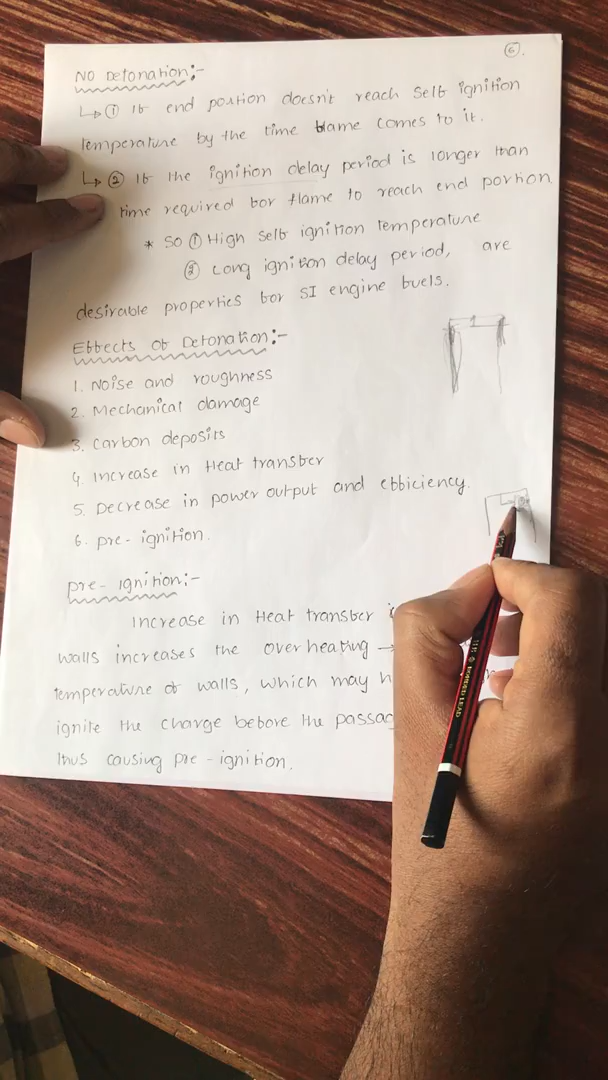 6.
NO Detonation:-
↳ ① If end portion doesn't reach self ignition
temperature by the time flame comes to it.
↳ ② If the ignition delay period is longer than
time required for flame to reach end portion
* SO ① High self ignition temperature
② Long ignition delay period, are
desirable properties for SI engine fuels.
Effects of Detonation:-
1. Noise and roughness
2. Mechanical damage
3. carbon deposits
4. Increase in Heat transfer
5. Decrease in power output and efficiency.
6. pre-ignition.
pre-ignition:-
Increase in Heat transfer
walls increases the over heating →
temperature of walls, which may
ignite the charge before the
thus causing pre-ignition.
BONDED LEAD